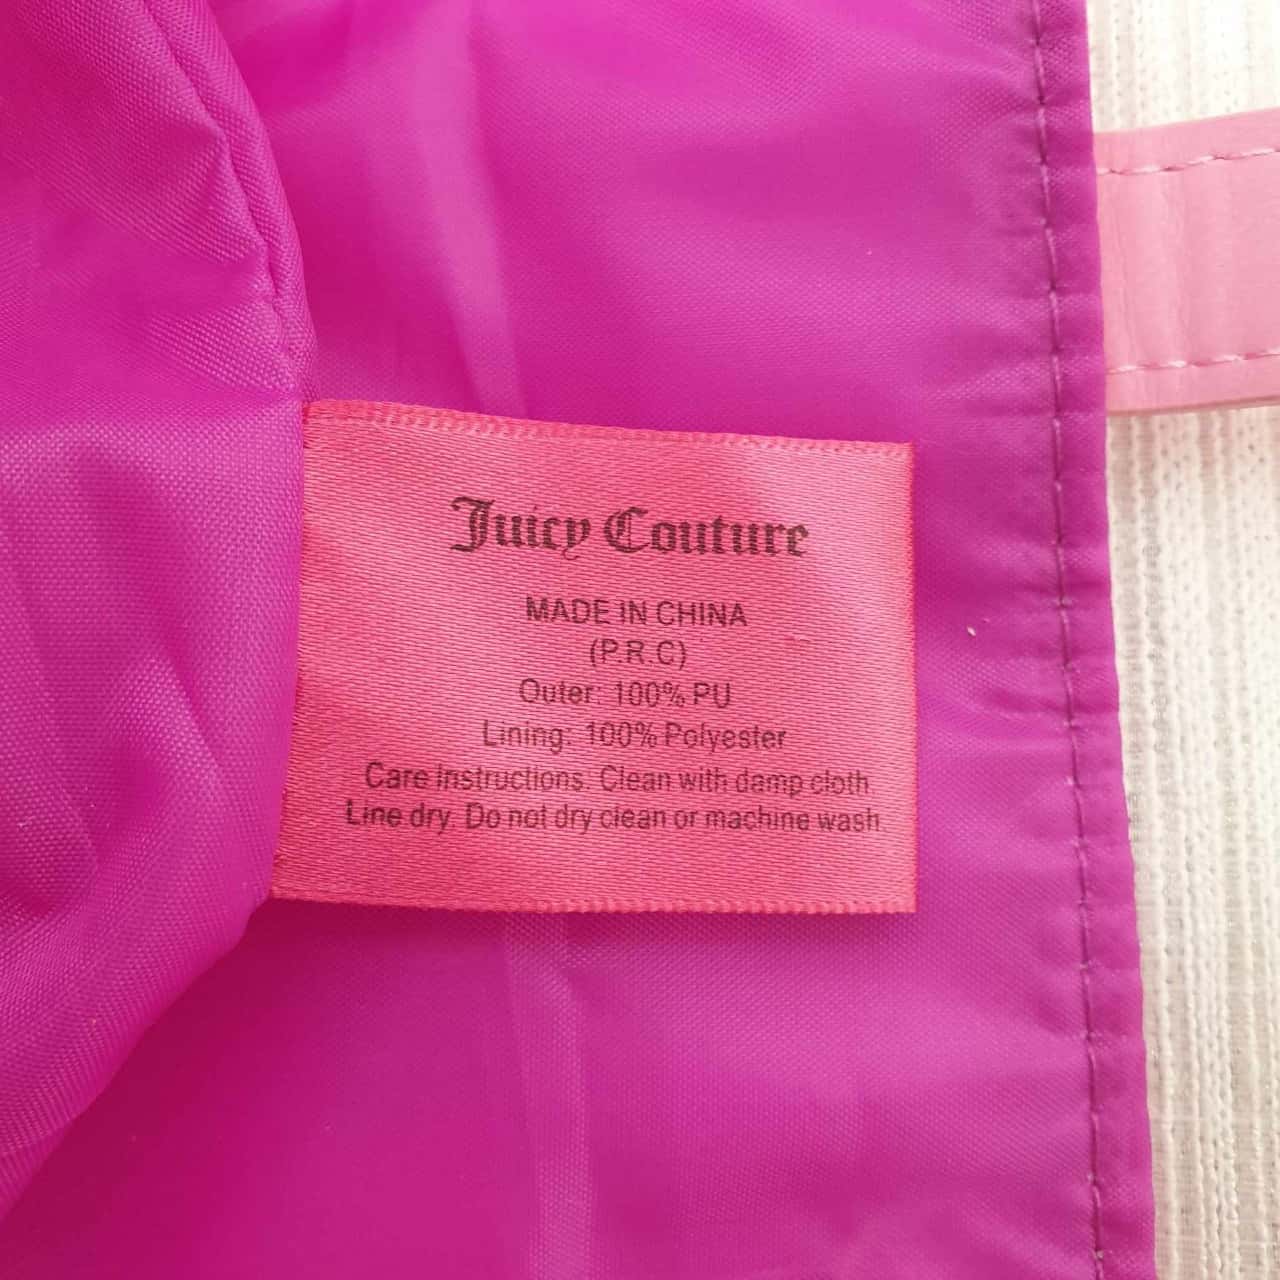 Juicy Couture
MADE IN CHINA
(P.R.C)
Outer: 100% PU
Lining: 100% Polyester
Care Instructions: Clean with damp cloth
Line dry. Do not dry clean or machine wash.